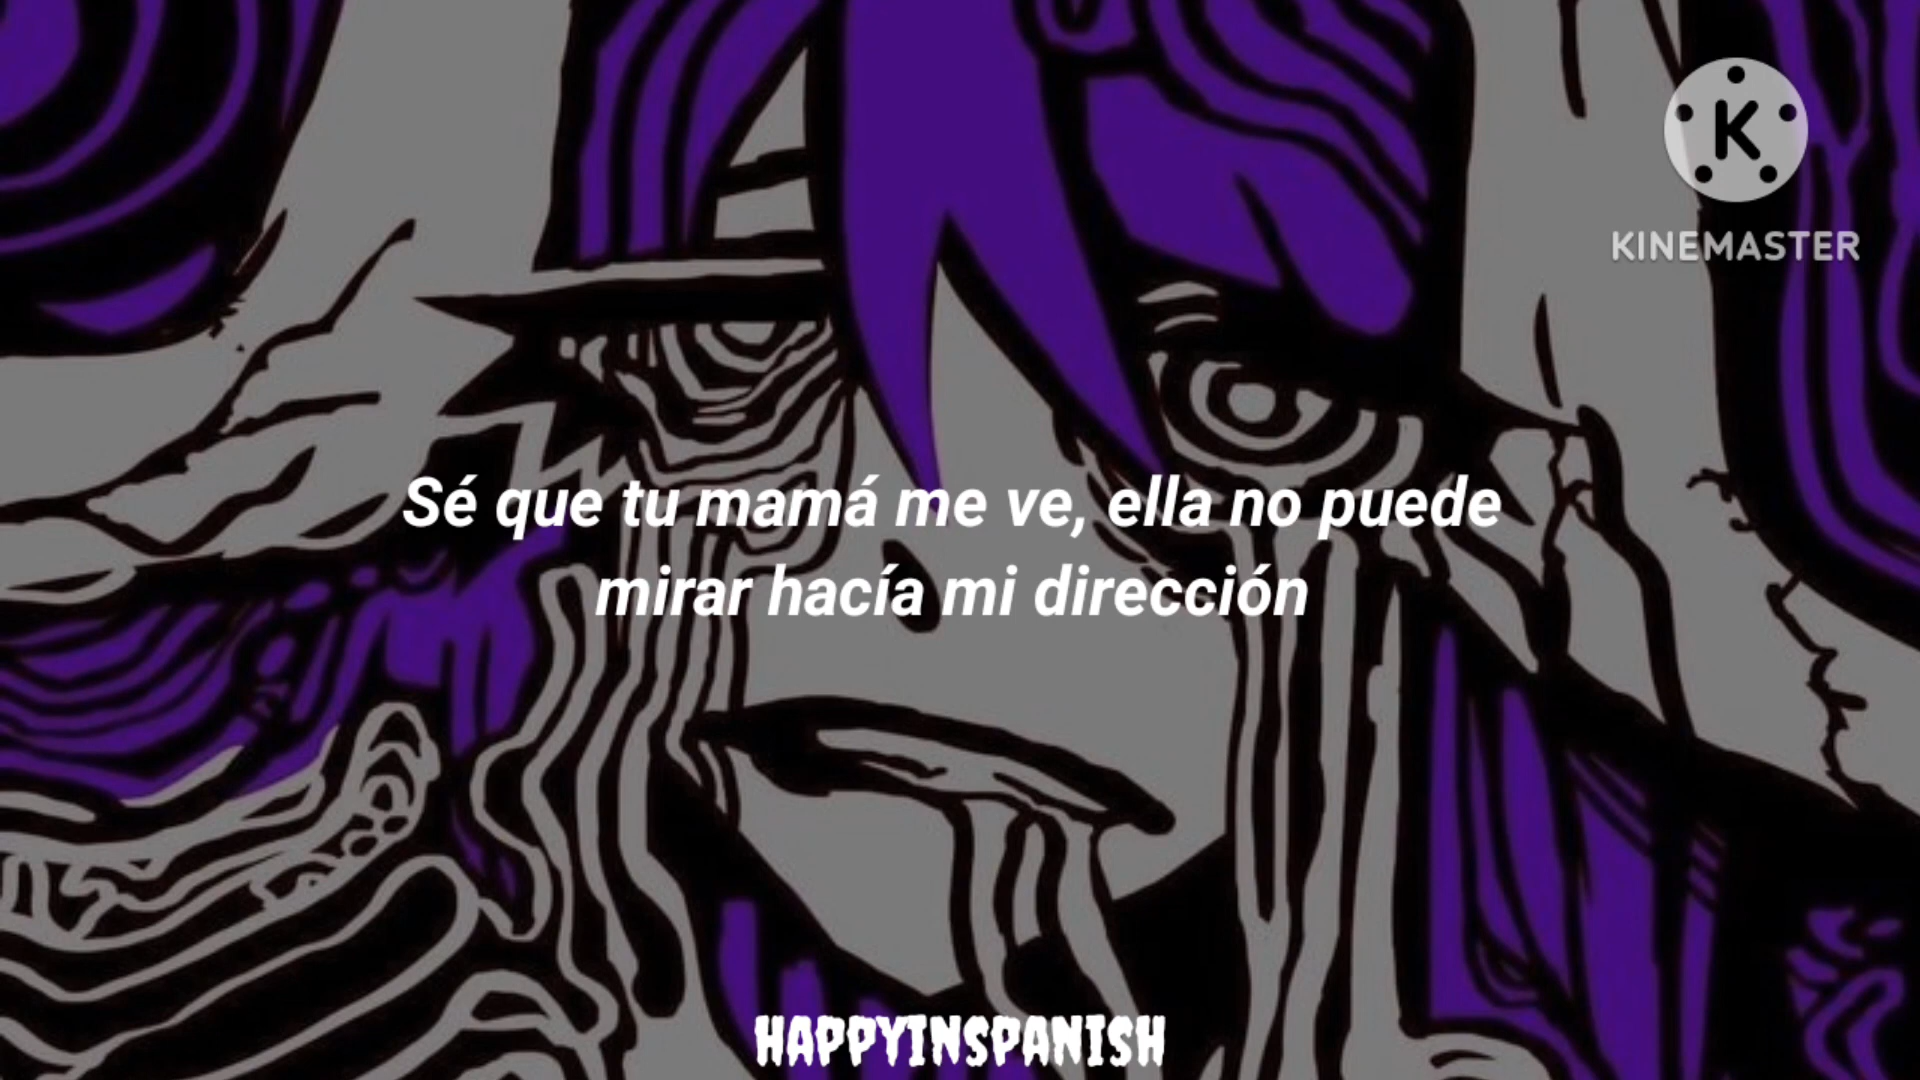 K
KINEMASTER
Sé que tu mamá me ve, ella no puede
mirar hacía mi dirección
HAPPYINSPANISH